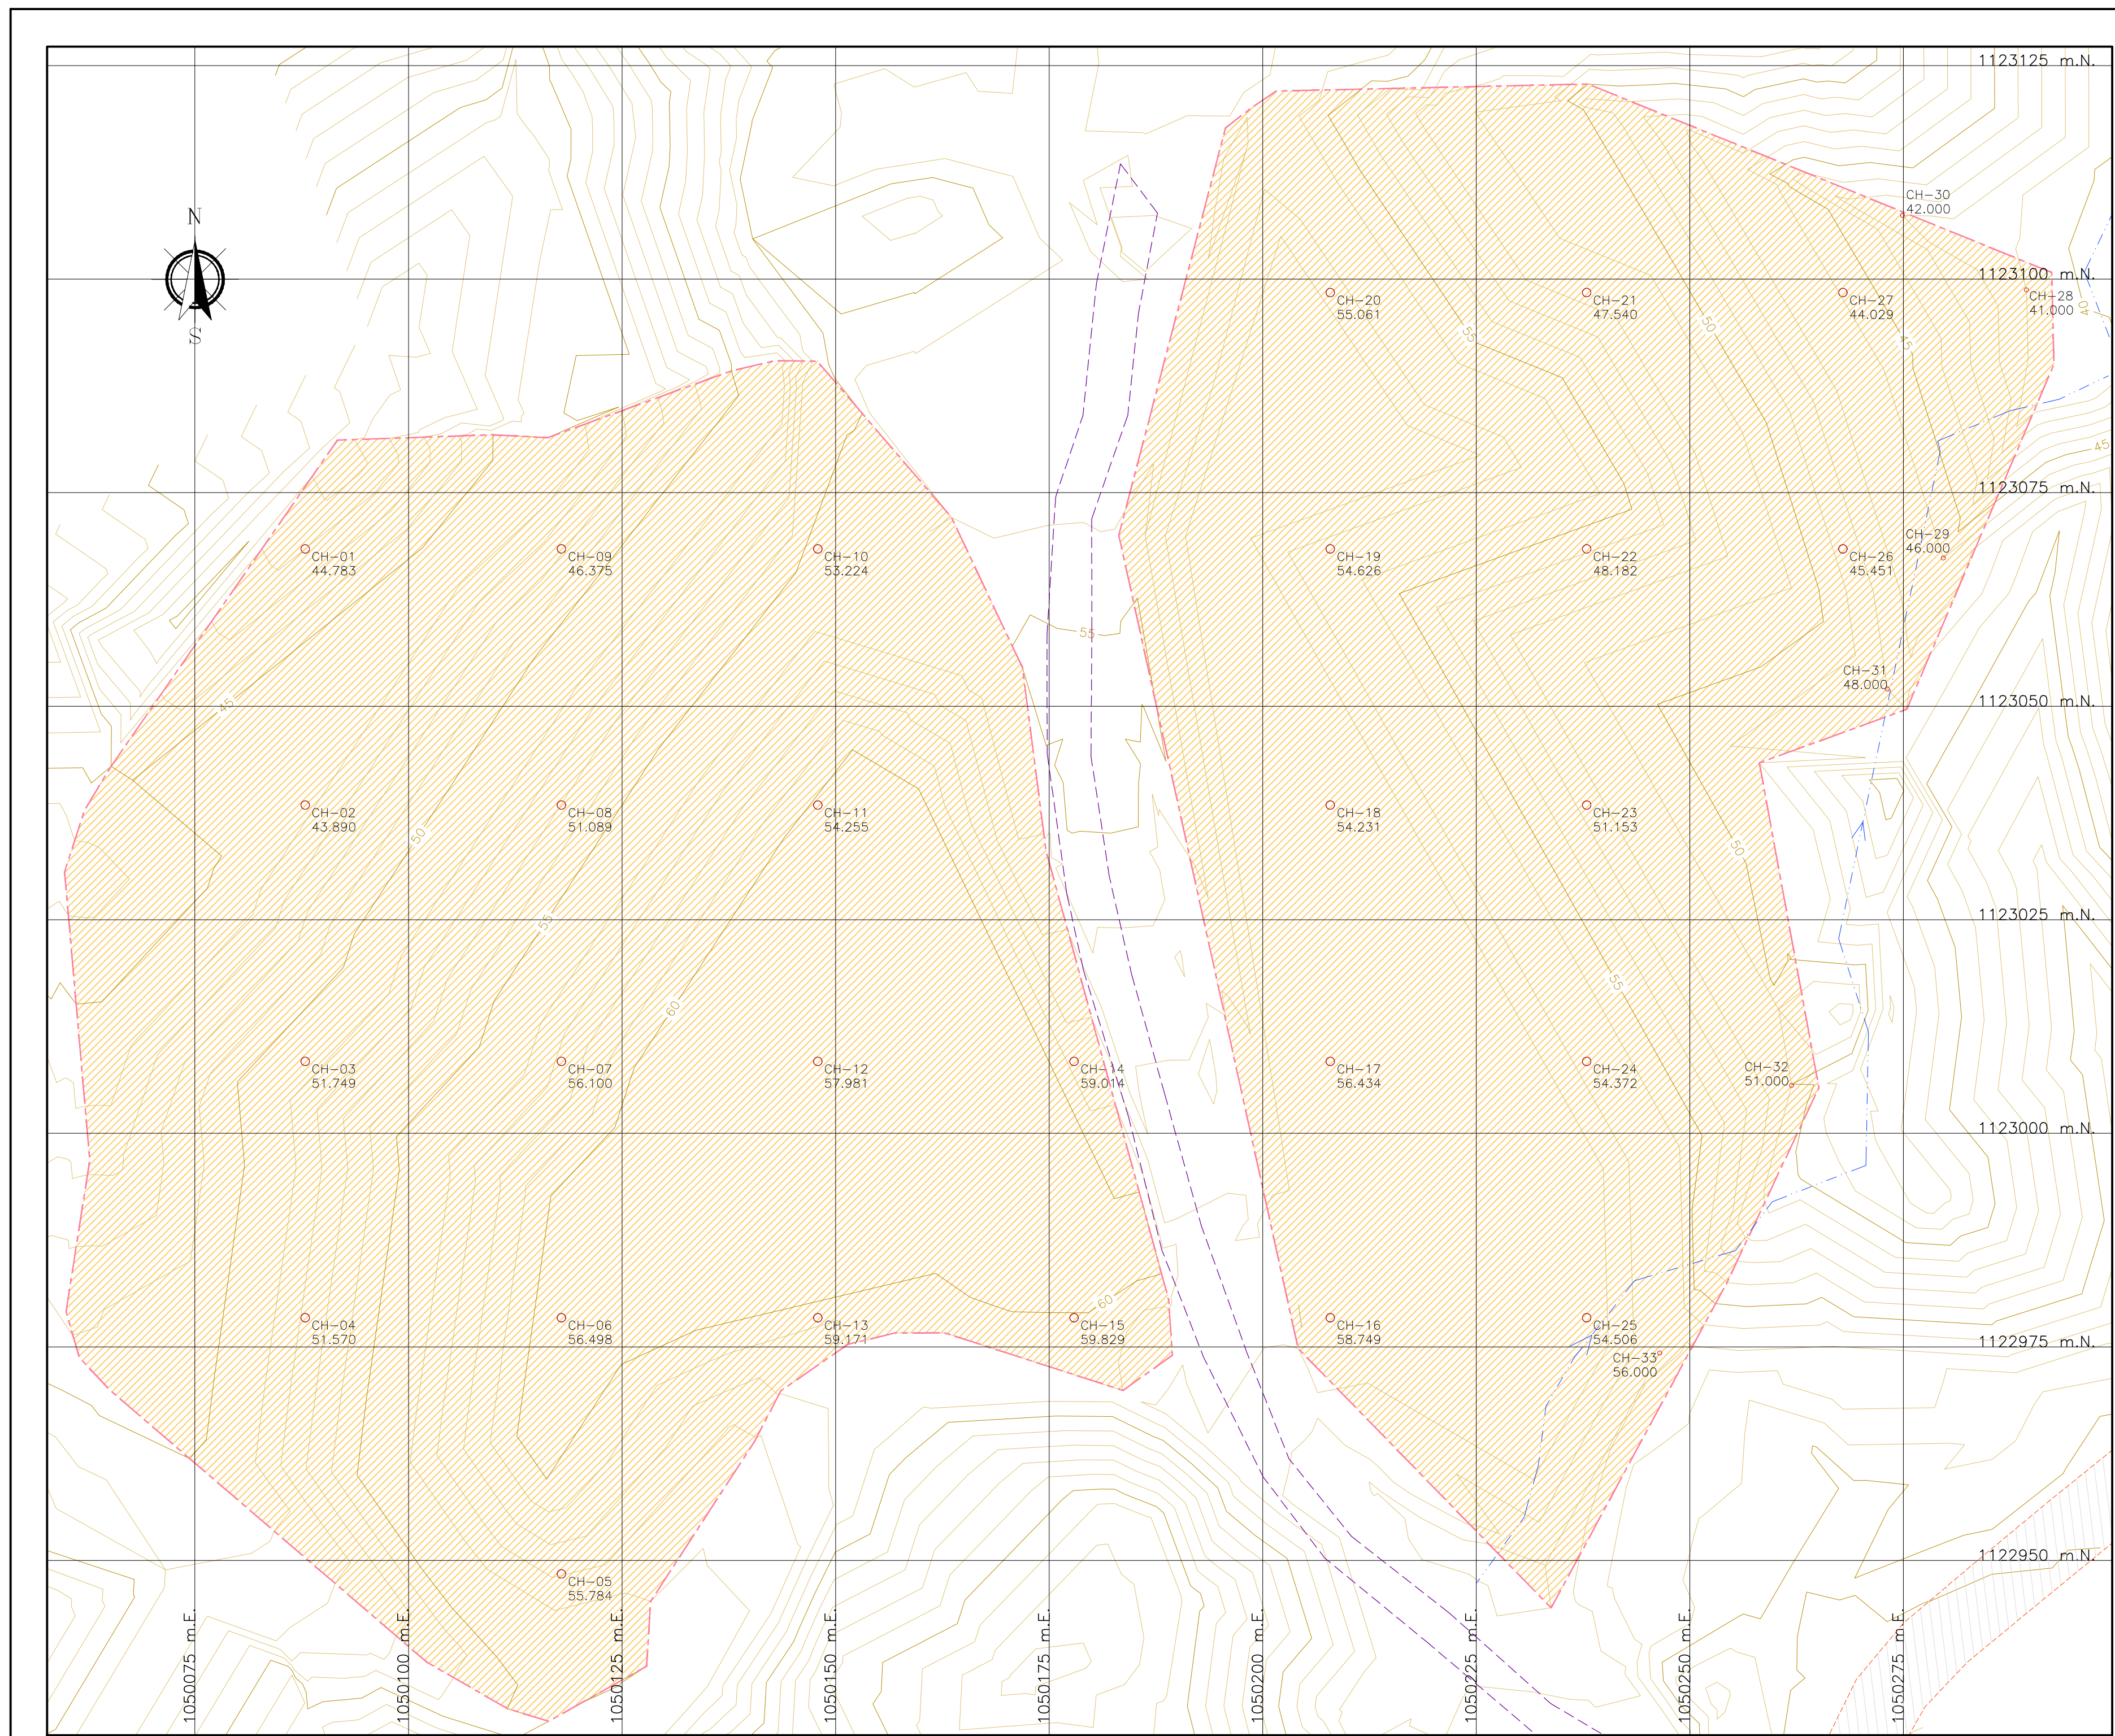 1123125 m.N.
N
S
CH-30
42.000
1123100 m.N.
CH-20
55.061
CH-21
47.540
CH-27
44.029
CH-28
41.000
40
55
50
45
45
1123075 m.N.
CH-01
44.783
CH-09
46.375
CH-10
53.224
CH-19
54.626
CH-22
48.182
CH-26
45.451
CH-29
46.000
55
CH-31
48.000
45
1123050 m.N.
CH-02
43.890
CH-08
51.089
CH-11
54.255
CH-18
54.231
CH-23
51.153
50
50
55
1123025 m.N.
55
60
CH-03
51.749
CH-07
56.100
CH-12
57.981
CH-14
59.014
CH-17
56.434
CH-24
54.372
CH-32
51.000
1123000 m.N.
60
CH-04
51.570
CH-06
56.498
CH-13
59.171
CH-15
59.829
CH-16
58.749
CH-25
54.506
CH-33
56.000
1122975 m.N.
1122950 m.N.
CH-05
55.784
1050075 m.E.
1050100 m.E.
1050125 m.E.
1050150 m.E.
1050175 m.E.
1050200 m.E.
1050225 m.E.
1050250 m.E.
1050275 m.E.